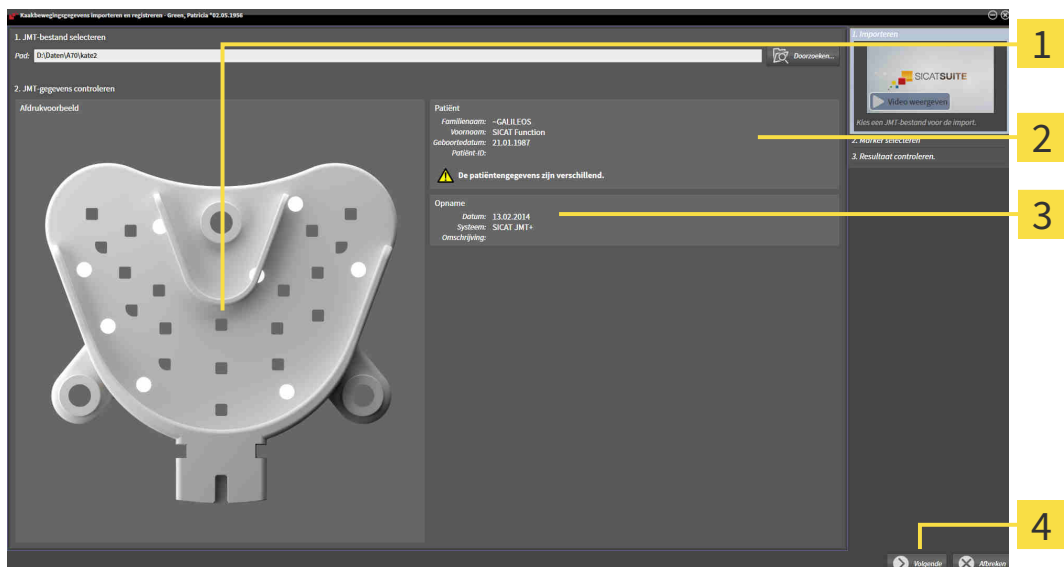 Kaakbewegingsgegevens importeren en registreren - Green, Patricia *02.05.1956
1. JMT-bestand selecteren
Pad: D:\Daten\A70\kate2
Doorzoeken...
2. JMT-gegevens controleren
Afdrukvoorbeeld
Patiënt
Familienaam: ~GALILEOS
Voornaam: SICAT Function
Geboortedatum: 21.01.1987
Patiënt-ID:
De patiëntengegevens zijn verschillend.
Opname
Datum: 13.02.2014
Systeem: SICAT JMT+
Omschrijving:
1. Importeren
SICATSUITE
Video weergeven
Kies een JMT-bestand voor de import.
2. Marker selecteren
3. Resultaat controleren.
Volgende
Afbreken
1
2
3
4